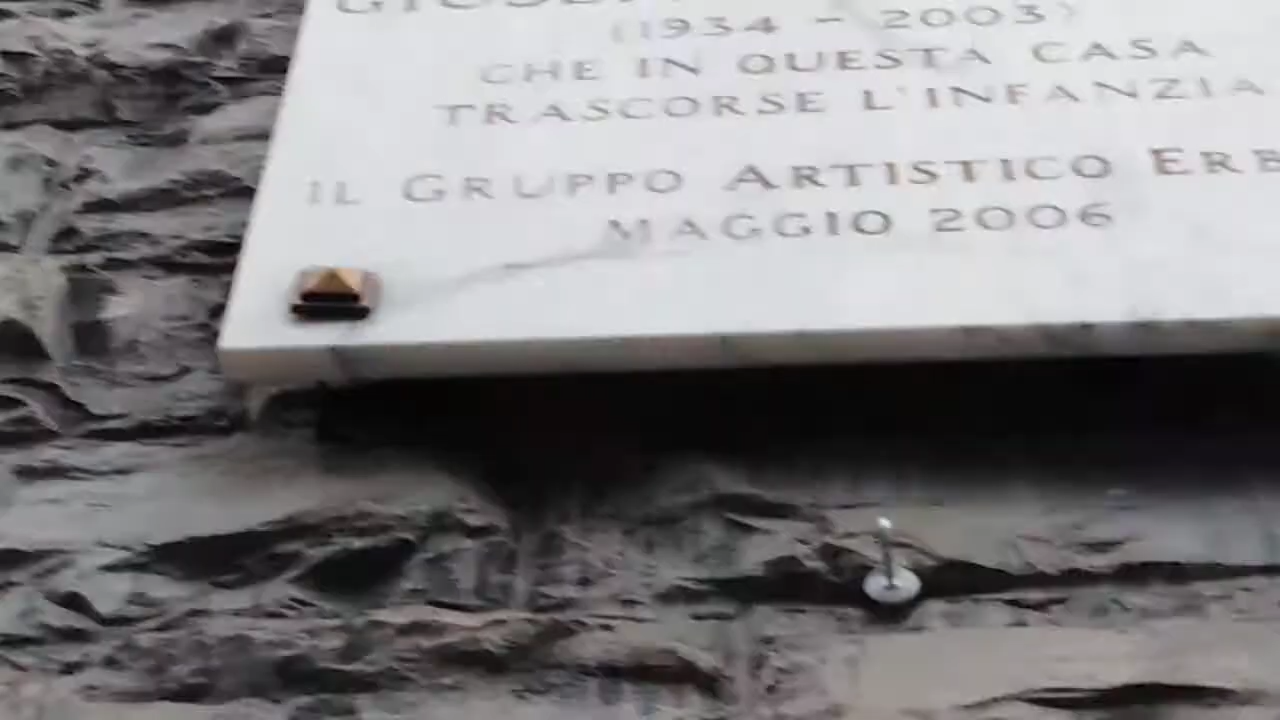 (1934 - 2003)
CHE IN QUESTA CASA
TRASCORSE L'INFANZIA
IL GRUPPO ARTISTICO
MAGGIO 2006